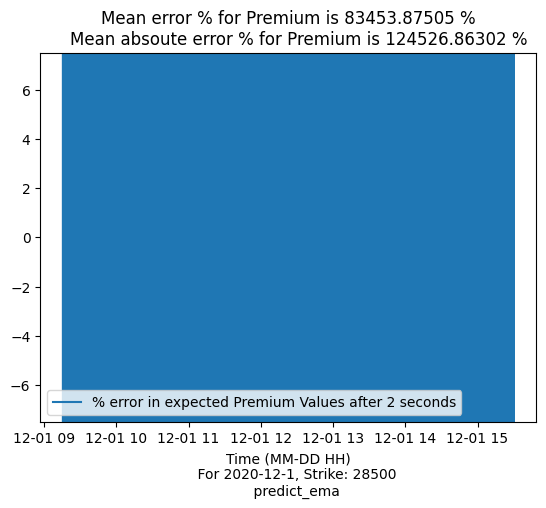 Mean error % for Premium is 83453.87505 %
Mean absoute error % for Premium is 124526.86302 %
6
4
2
0
−2
−4
−6
% error in expected Premium Values after 2 seconds
12-01 09 12-01 10 12-01 11 12-01 12 12-01 13 12-01 14 12-01 15
Time (MM-DD HH)
For 2020-12-1, Strike: 28500
predict_ema